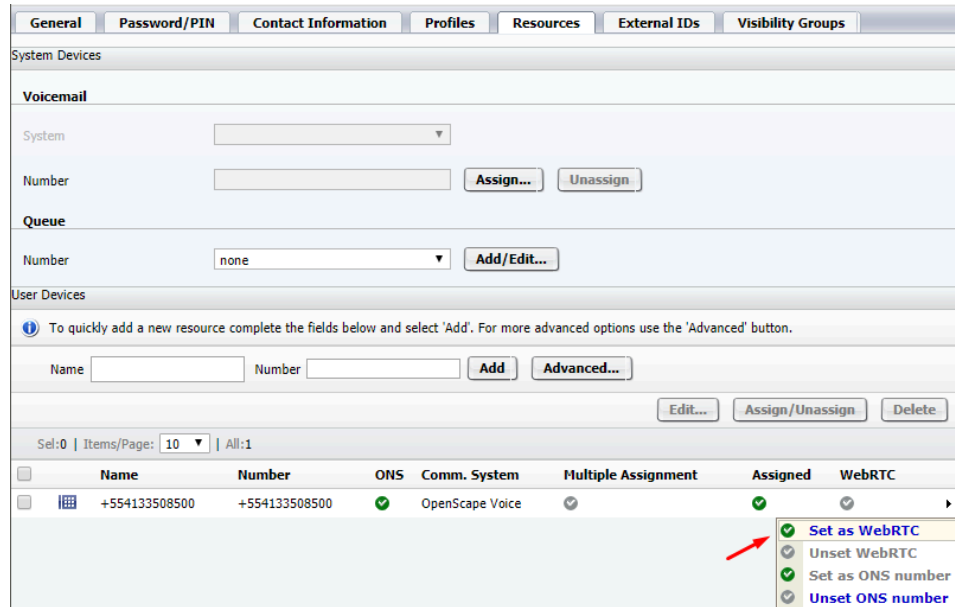 General Password/PIN Contact Information Profiles Resources External IDs Visibility Groups
System Devices
Voicemail
System
Number Assign... Unassign
Queue
Number none Add/Edit...
User Devices
To quickly add a new resource complete the fields below and select 'Add'. For more advanced options use the 'Advanced' button.
Name Number Add Advanced...
Edit... Assign/Unassign Delete
Sel:0 | Items/Page: 10 | All:1
Name Number ONS Comm. System Multiple Assignment Assigned WebRTC
+554133508500 +554133508500 OpenScape Voice
Set as WebRTC
Unset WebRTC
Set as ONS number
Unset ONS number